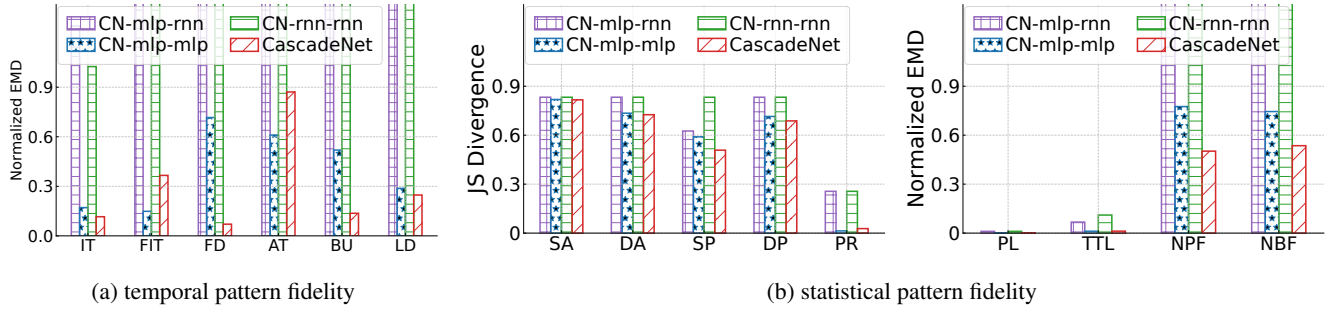 CN-mlp-rnn
CN-rnn-rnn
CN-mlp-mlp
CascadeNet
Normalized EMD
0.9
0.6
0.3
0.0
IT FIT FD AT BU LD
(a) temporal pattern fidelity
CN-mlp-rnn
CN-rnn-rnn
CN-mlp-mlp
CascadeNet
JS Divergence
0.9
0.6
0.3
0
SA DA SP DP PR
CN-mlp-rnn
CN-rnn-rnn
CN-mlp-mlp
CascadeNet
Normalized EMD
0.9
0.6
0.3
0
PL TTL NPF NBF
(b) statistical pattern fidelity